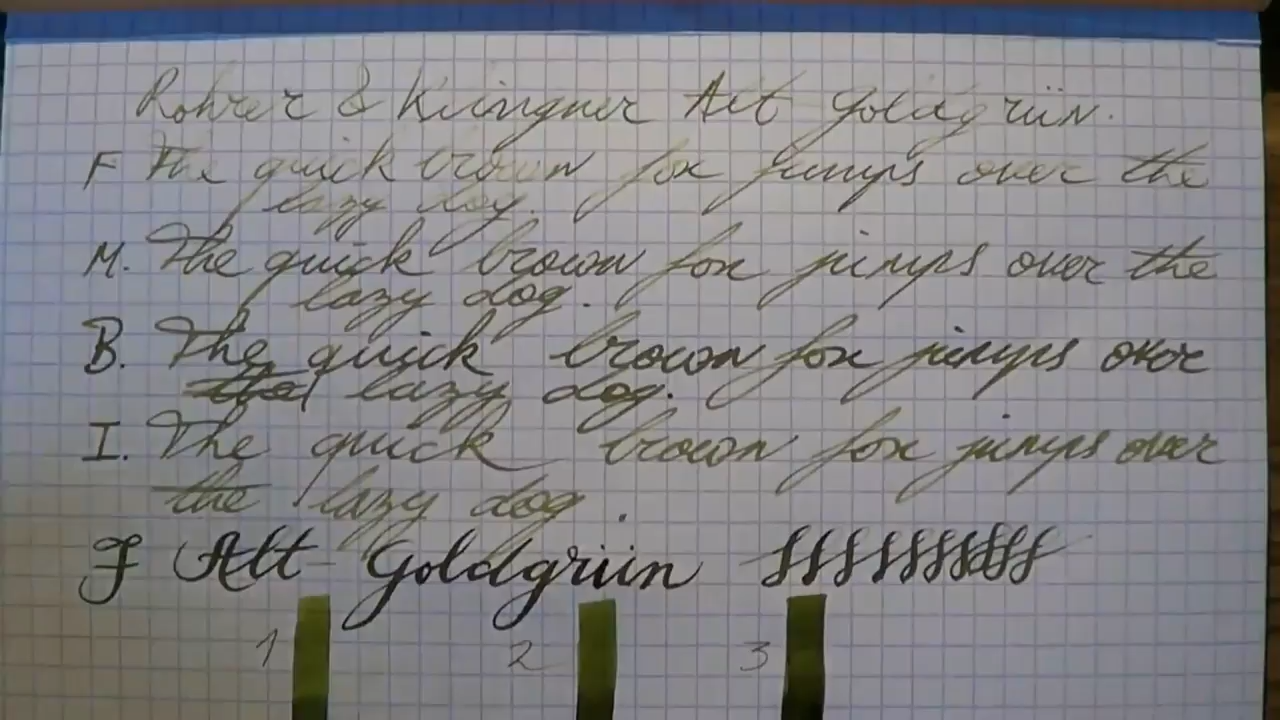 Rohrer & Klingner Alt Goldgrün.
F The quick brown fox jumps over the
lazy dog.
M. The quick brown fox jumps over the
lazy dog.
B. The quick brown fox jumps over
the lazy dog.
I. The quick brown fox jumps over
the lazy dog.
F Alt-Goldgrün ffffffffff
1 2 3